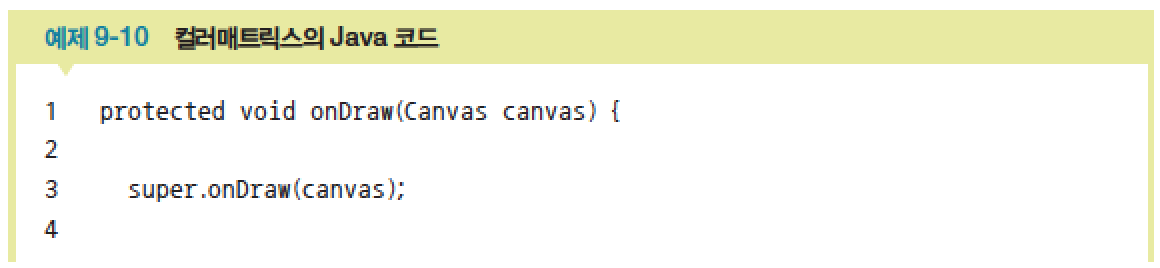 예제 9-10 컬러매트릭스의 Java 코드
1 protected void onDraw(Canvas canvas) {
2
3 super.onDraw(canvas);
4